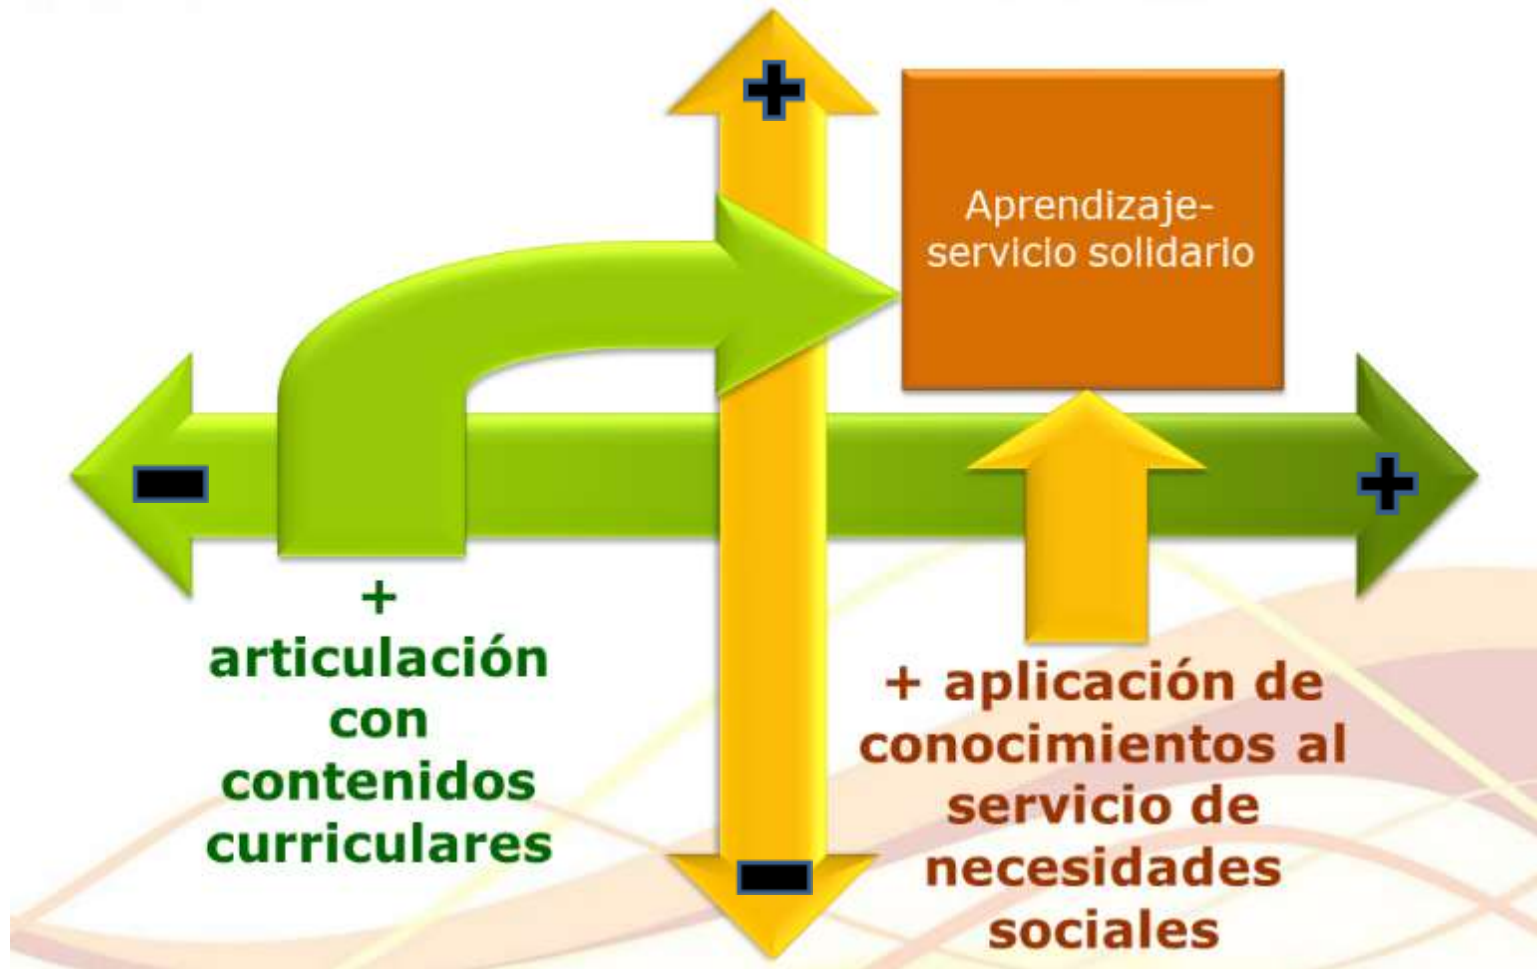 Aprendizaje-
servicio solidario
+
articulación
con
contenidos
curriculares
+ aplicación de
conocimientos al
servicio de
necesidades
sociales